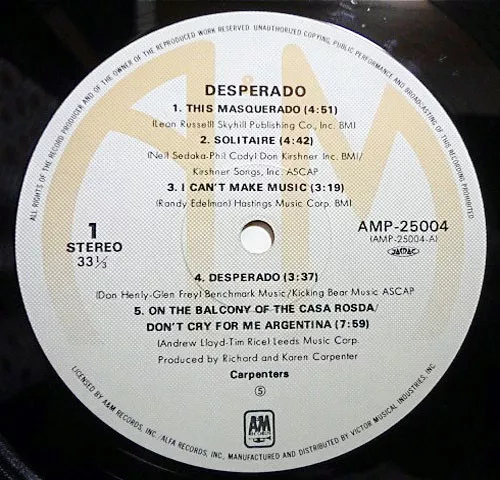 ALL RIGHTS OF THE RECORD PRODUCER AND OF THE OWNER OF THE REPRODUCED WORK RESERVED. UNAUTHORIZED COPYING, PUBLIC PERFORMANCE AND BROADCASTING OF THIS RECORDING PROHIBITED.
DESPERADO
1. THIS MASQUERADO (4:51)
(Leon Russell) Skyhill Publishing Co., Inc. BMI
2. SOLITAIRE (4:42)
(Neil Sedaka-Phil Cody) Don Kirshner Inc. BMI/
Kirshner Songs, Inc. ASCAP
3. I CAN'T MAKE MUSIC (3:19)
(Randy Edelman) Hastings Music Corp. BMI
1
STEREO
33 1/3
AMP-25004
(AMP-25004-A)
JASRAC
4. DESPERADO (3:37)
(Don Henly-Glen Frey) Benchmark Music/Kicking Bear Music ASCAP
5. ON THE BALCONY OF THE CASA ROSDA/
DON'T CRY FOR ME ARGENTINA (7:59)
(Andrew Lloyd-Tim Rice) Leeds Music Corp.
Produced by Richard and Karen Carpenter
Carpenters
S
A&M
RECORDS
LICENSED BY A&M RECORDS, INC./ALFA RECORDS, INC., MANUFACTURED AND DISTRIBUTED BY VICTOR MUSICAL INDUSTRIES, INC.